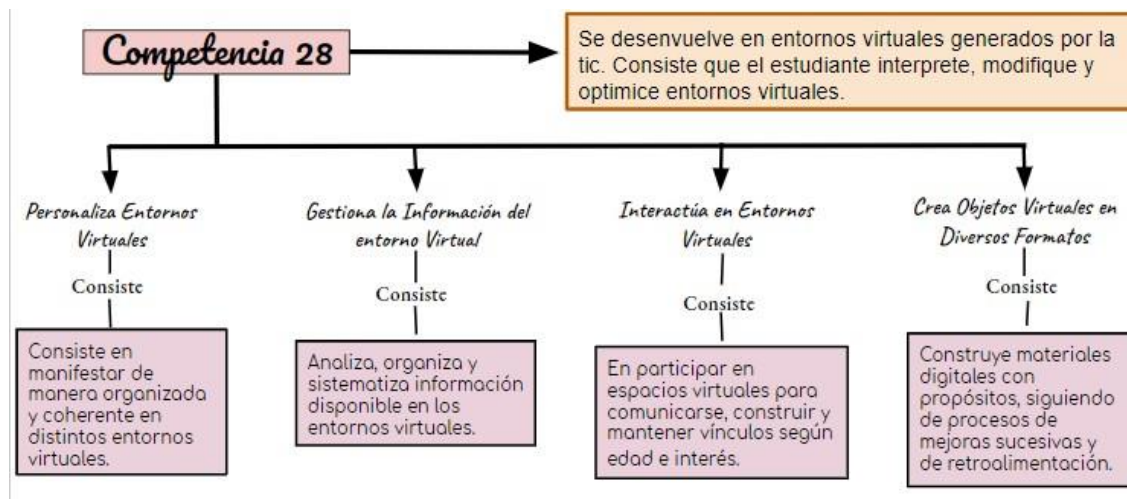 Competencia 28
Se desenvuelve en entornos virtuales generados por la
tic. Consiste que el estudiante interprete, modifique y
optimice entornos virtuales.
Personaliza Entornos
Virtuales
Consiste
Consiste en
manifestar de
manera organizada
y coherente en
distintos entornos
virtuales.
Gestiona la Información del
entorno Virtual
Consiste
Analiza, organiza y
sistematiza información
disponible en los
entornos virtuales.
Interactúa en Entornos
Virtuales
Consiste
En participar en
espacios virtuales para
comunicarse, construir y
mantener vínculos según
edad e interés.
Crea Objetos Virtuales en
Diversos Formatos
Consiste
Construye materiales
digitales con
propósitos, siguiendo
de procesos de
mejoras sucesivas y
de retroalimentación.